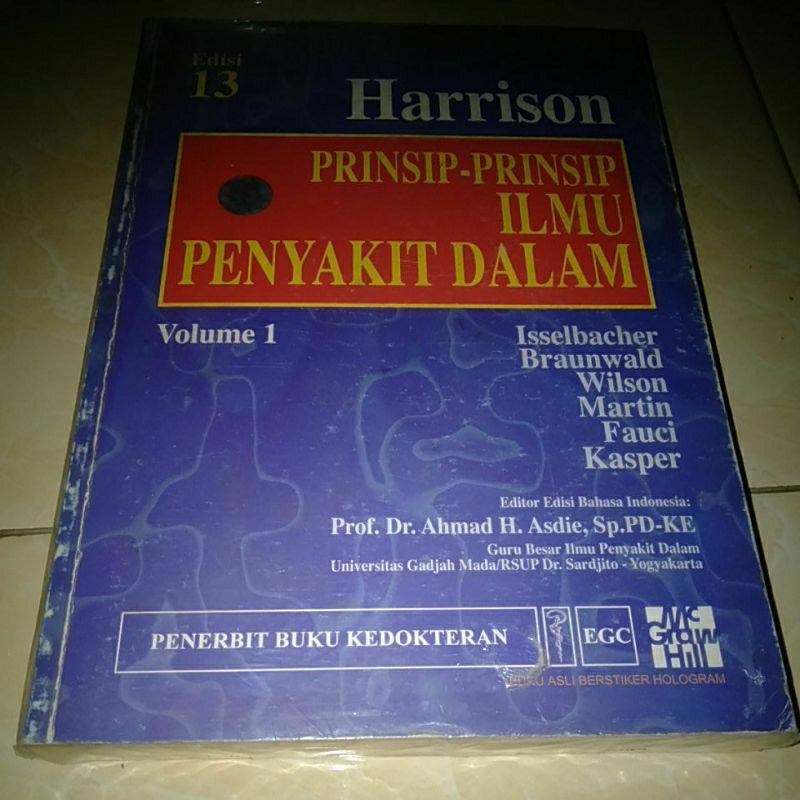 Edisi
13
Harrison
PRINSIP-PRINSIP
ILMU
PENYAKIT DALAM
Volume 1
Isselbacher
Braunwald
Wilson
Martin
Fauci
Kasper
Editor Edisi Bahasa Indonesia:
Prof. Dr. Ahmad H. Asdie, Sp.PD-KE
Guru Besar Ilmu Penyakit Dalam
Universitas Gadjah Mada/RSUP Dr. Sardjito - Yogyakarta
PENERBIT BUKU KEDOKTERAN
EGC
Mc
Graw
Hill
BUKU ASLI BERSTIKER HOLOGRAM